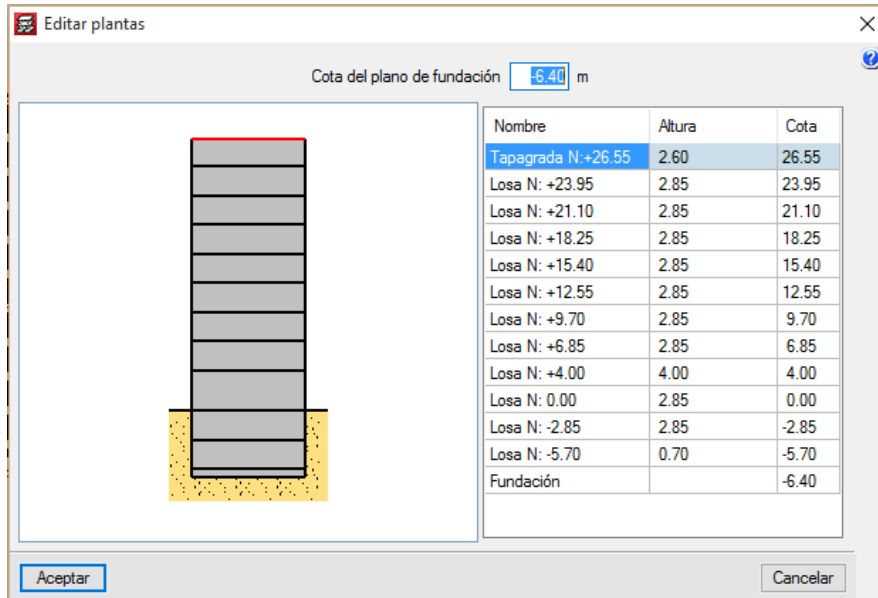 Editar plantas
Cota del plano de fundación -6.40 m
Nombre Altura Cota
Tapagrada N:+26.55 2.60 26.55
Losa N: +23.95 2.85 23.95
Losa N: +21.10 2.85 21.10
Losa N: +18.25 2.85 18.25
Losa N: +15.40 2.85 15.40
Losa N: +12.55 2.85 12.55
Losa N: +9.70 2.85 9.70
Losa N: +6.85 2.85 6.85
Losa N: +4.00 4.00 4.00
Losa N: 0.00 2.85 0.00
Losa N: -2.85 2.85 -2.85
Losa N: -5.70 0.70 -5.70
Fundación -6.40
Aceptar Cancelar